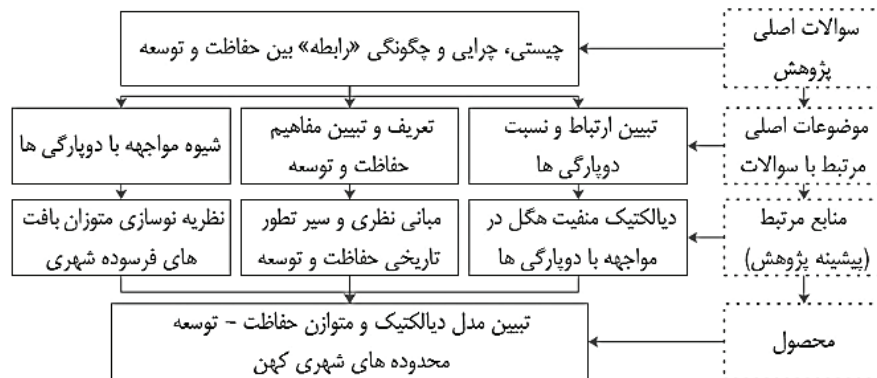 سوالات اصلی
پژوهش
چیستی، چرایی و چگونگی «رابطه» بین حفاظت و توسعه
موضوعات اصلی
مرتبط با سوالات
تبیین ارتباط و نسبت
دوپارگی ها
تعریف و تبیین مفاهیم
حفاظت و توسعه
شیوه مواجهه با دوپارگی ها
منابع مرتبط
(پیشینه پژوهش)
دیالکتیک منفیت هگل در
مواجهه با دوپارگی ها
مبانی نظری و سیر تطور
تاریخی حفاظت و توسعه
نظریه نوسازی متوزان بافت
های فرسوده شهری
محصول
تبیین مدل دیالکتیک و متوازن حفاظت – توسعه
محدوده های شهری کهن